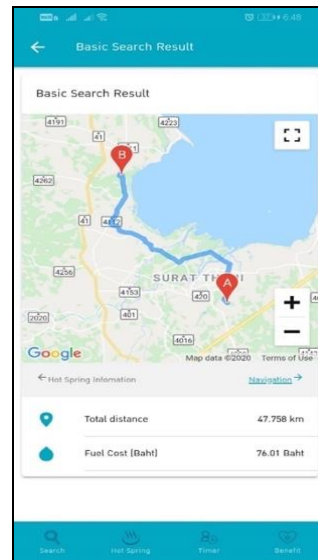 6:48
Basic Search Result
Basic Search Result
4191
4223
41
B
4262
41
4112
4256
SURAT THANI
4153
A
420
2020
401
4016
Google
Map data ©2020 Terms of Use
←Hot Spring Infomation Navigation→
Total distance 47.758 km
Fuel Cost [Baht] 76.01 Baht
Search Hot Spring Timer Benefit